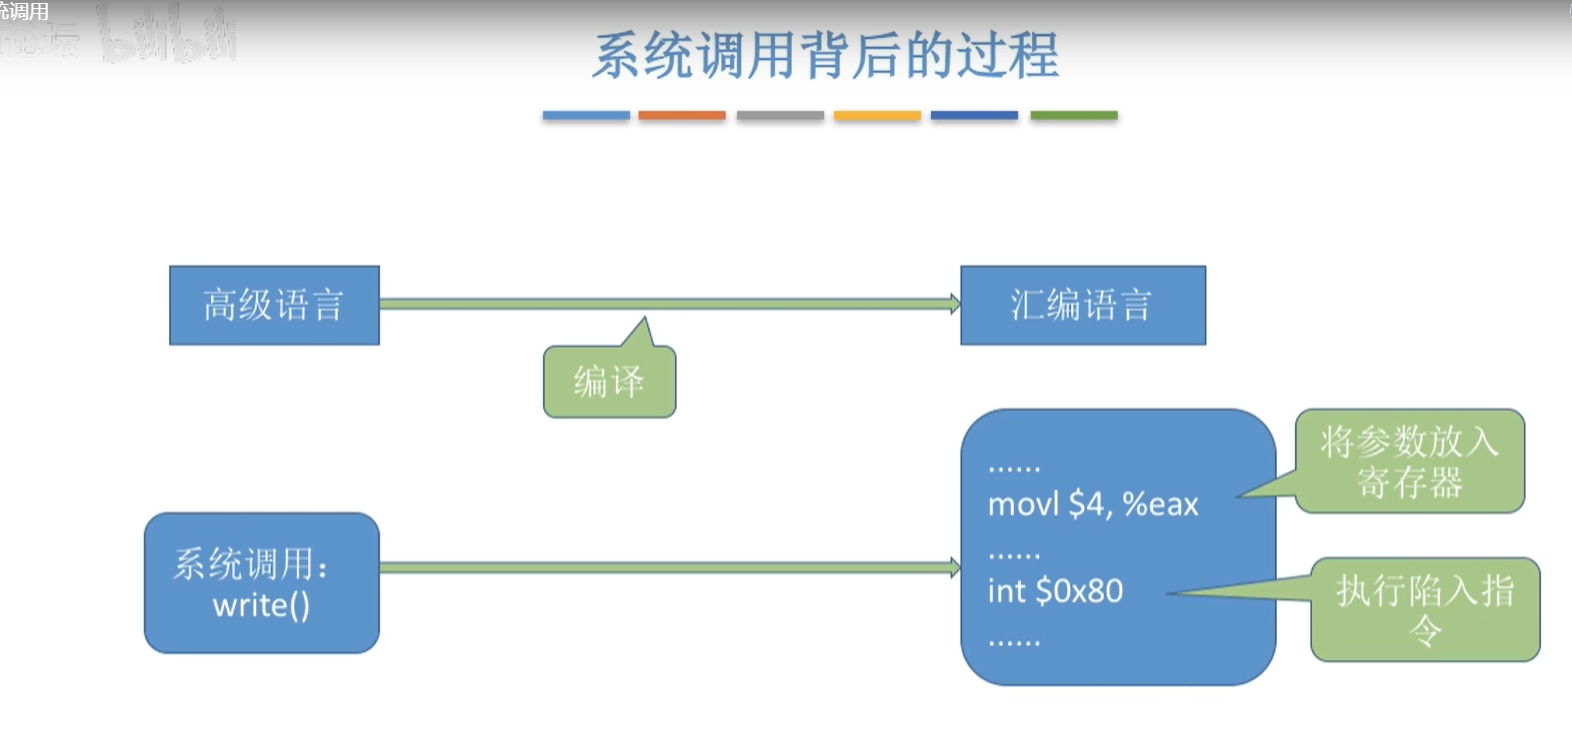 统调用
bilibili
系统调用背后的过程
高级语言
汇编语言
编译
......
movl $4, %eax
......
int $0x80
......
将参数放入
寄存器
系统调用：
write()
执行陷入指
令